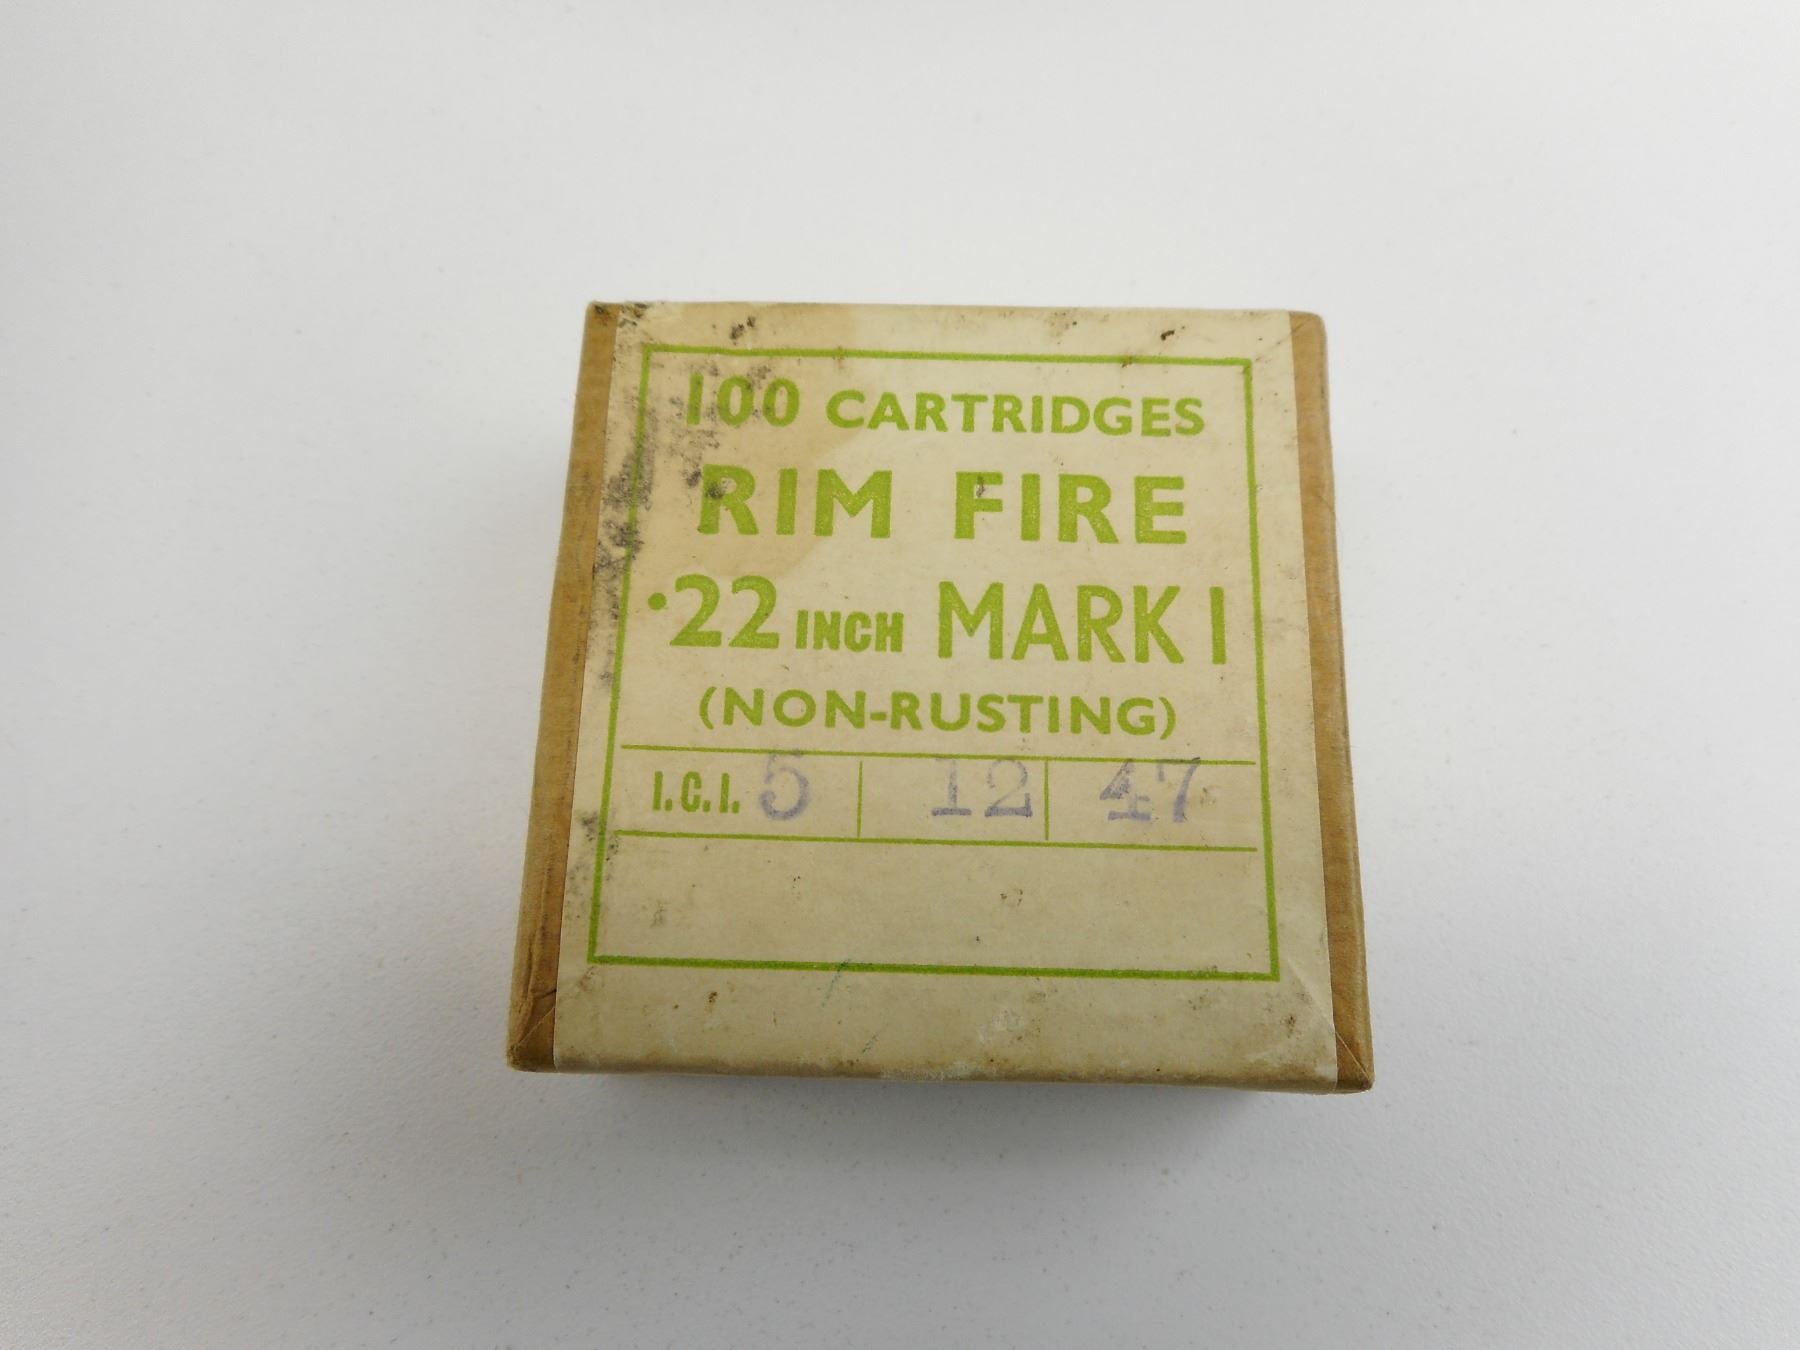 100 CARTRIDGES
RIM FIRE
.22 INCH MARK I
(NON-RUSTING)
I.C.I. 5 12 47